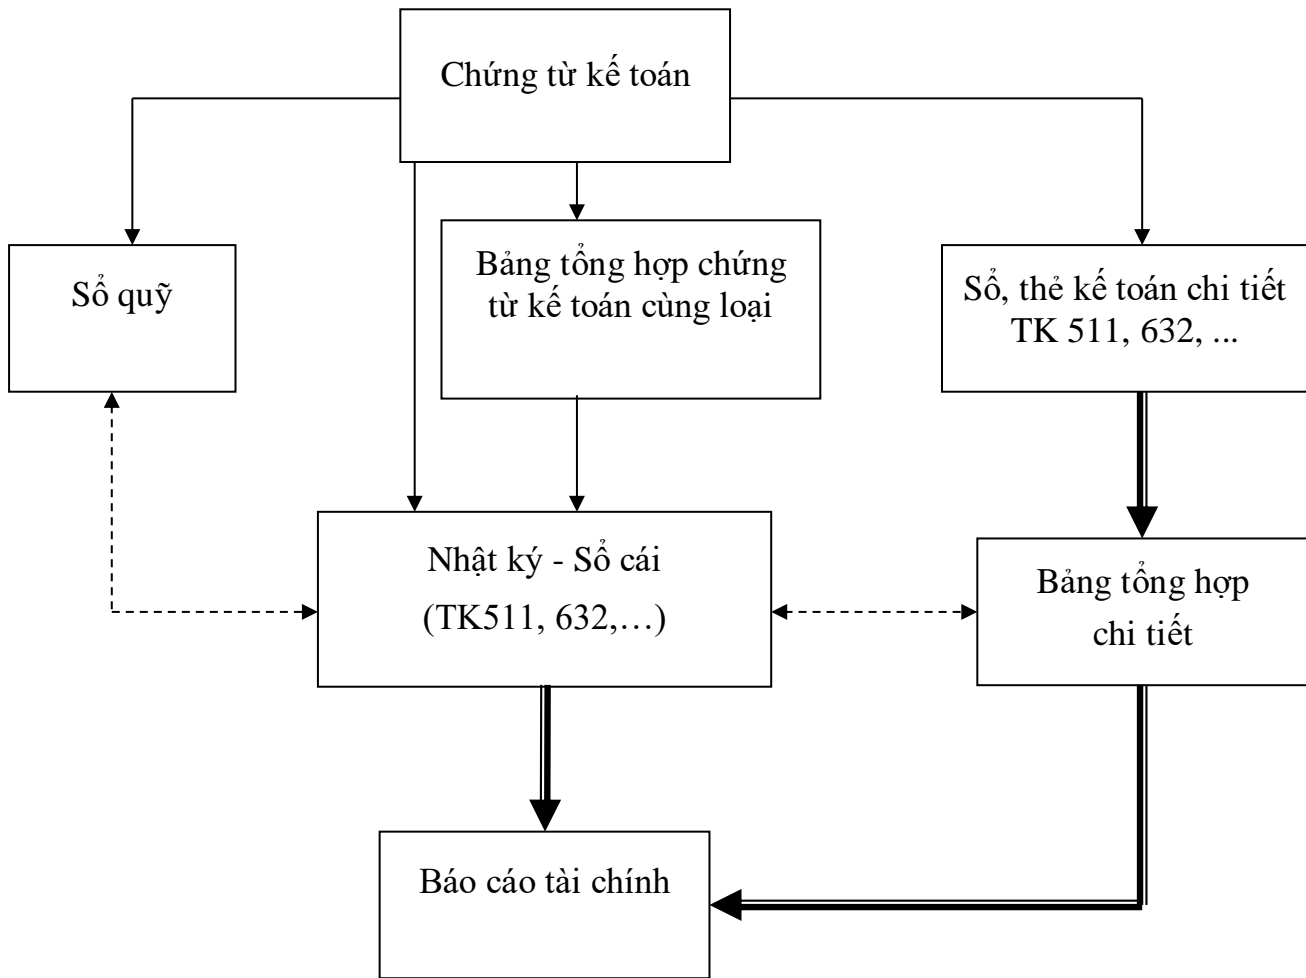 Chứng từ kế toán
Sổ quỹ
Bảng tổng hợp chứng
từ kế toán cùng loại
Sổ, thẻ kế toán chi tiết
TK 511, 632, ...
Nhật ký - Sổ cái
(TK511, 632,…)
Bảng tổng hợp
chi tiết
Báo cáo tài chính